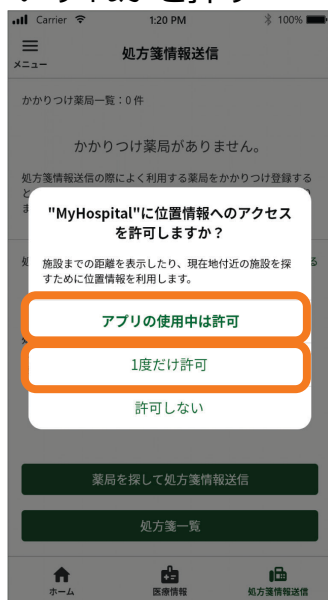 Carrier 1:20 PM 100%
メニュー
処方箋情報送信
かかりつけ薬局一覧：0件
かかりつけ薬局がありません。
処方箋情報送信の際によく利用する薬局をかかりつけ登録する
"MyHospital"に位置情報へのアクセス
を許可しますか？
施設までの距離を表示したり、現在地付近の施設を探
すために位置情報を利用します。
アプリの使用中は許可
1度だけ許可
許可しない
薬局を探して処方箋情報送信
処方箋一覧
ホーム 医療情報 処方箋情報送信